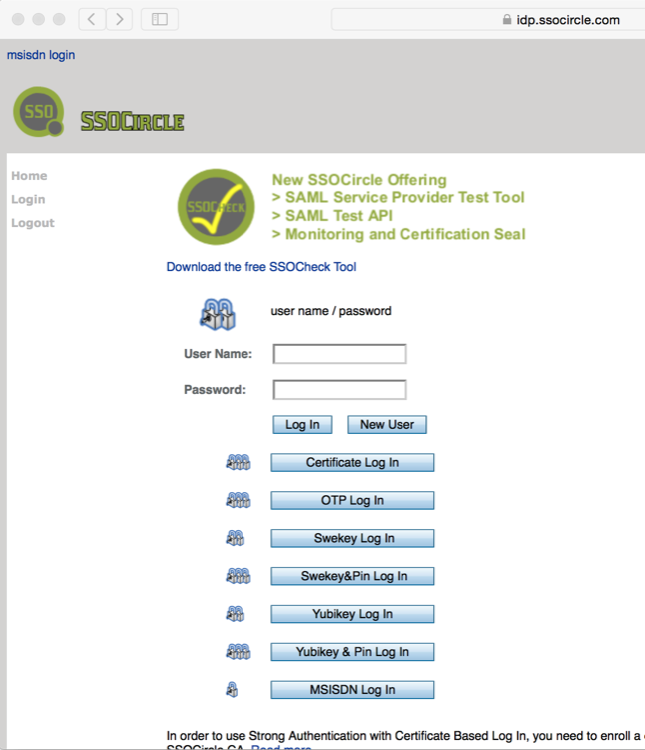 idp.ssocircle.com
msisdn login
SSO
SSOCIRCLE
Home
Login
Logout
SSOCHECK
New SSOCircle Offering
> SAML Service Provider Test Tool
> SAML Test API
> Monitoring and Certification Seal
Download the free SSOCheck Tool
user name / password
User Name:
Password:
Log In New User
Certificate Log In
OTP Log In
Swekey Log In
Swekey&Pin Log In
Yubikey Log In
Yubikey & Pin Log In
MSISDN Log In
In order to use Strong Authentication with Certificate Based Log In, you need to enroll a
SSOCircle CA. Read more